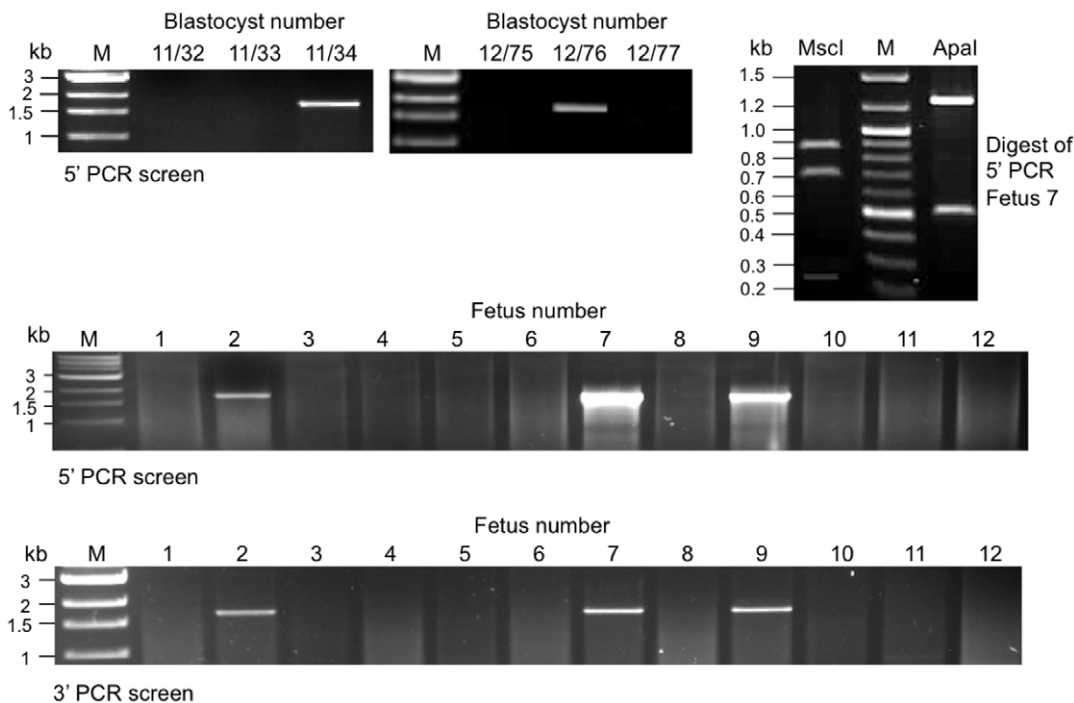 Blastocyst number
kb M 11/32 11/33 11/34
3
2
1.5
1
5’ PCR screen
Blastocyst number
M 12/75 12/76 12/77
kb MscI M ApaI
1.5
1.2
1.0
0.8
0.7
0.6
0.5
0.4
0.3
0.2
Digest of
5’ PCR
Fetus 7
Fetus number
kb M 1 2 3 4 5 6 7 8 9 10 11 12
3
2
1.5
1
5’ PCR screen
Fetus number
kb M 1 2 3 4 5 6 7 8 9 10 11 12
3
2
1.5
1
3’ PCR screen